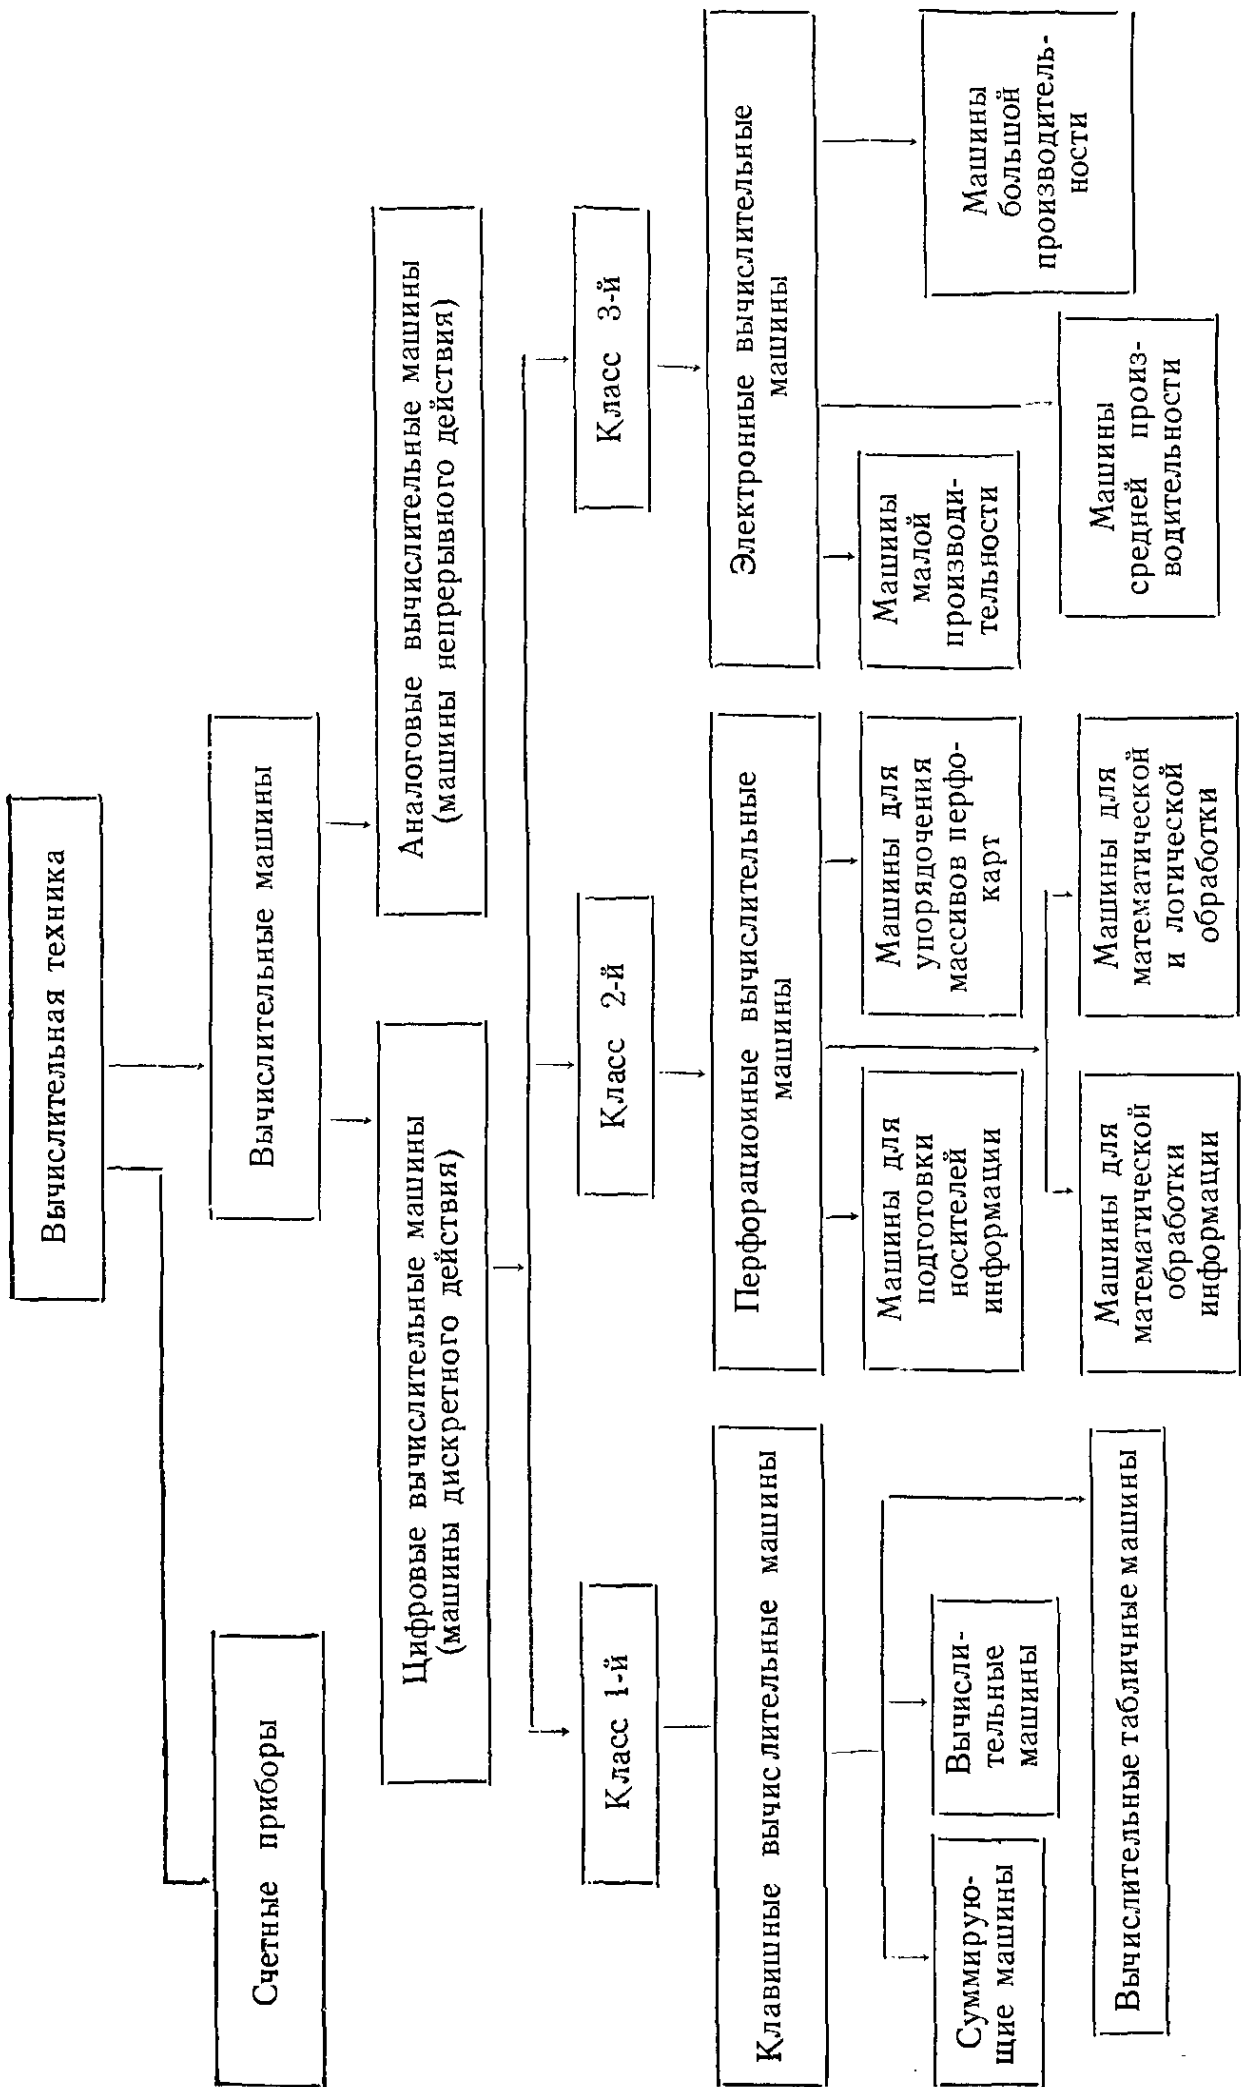 Вычислительная техника
Счетные приборы
Вычислительные машины
Цифровые вычислительные машины
(машины дискретного действия)
Аналоговые вычислительные машины
(машины непрерывного действия)
Класс 1-й
Класс 2-й
Класс 3-й
Клавишные вычислительные машины
Перфорационные вычислительные
машины
Электронные вычислительные
машины
Суммирую-
щие машины
Вычисли-
тельные
машины
Вычислительные табличные машины
Машины для
подготовки
носителей
информации
Машины для
упорядочения
массивов перфо-
карт
Машины для
математической
обработки
информации
Машины для
математической
и логической
обработки
Машины
малой
производи-
тельности
Машины
средней произ-
водительности
Машины
большой
производитель-
ности